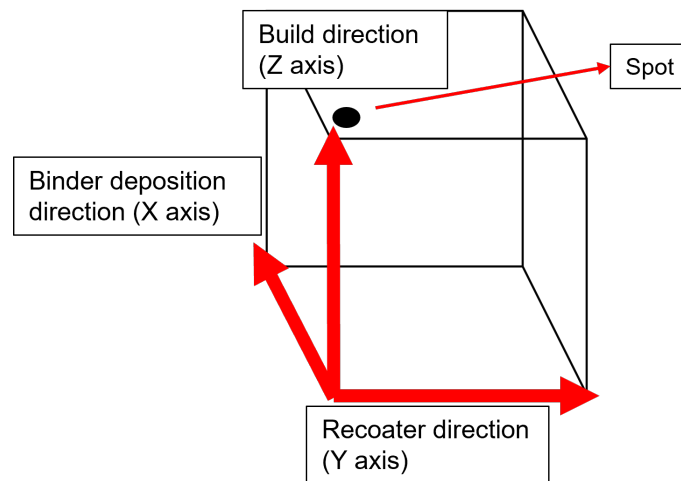 Build direction
(Z axis)
Spot
Binder deposition
direction (X axis)
Recoater direction
(Y axis)